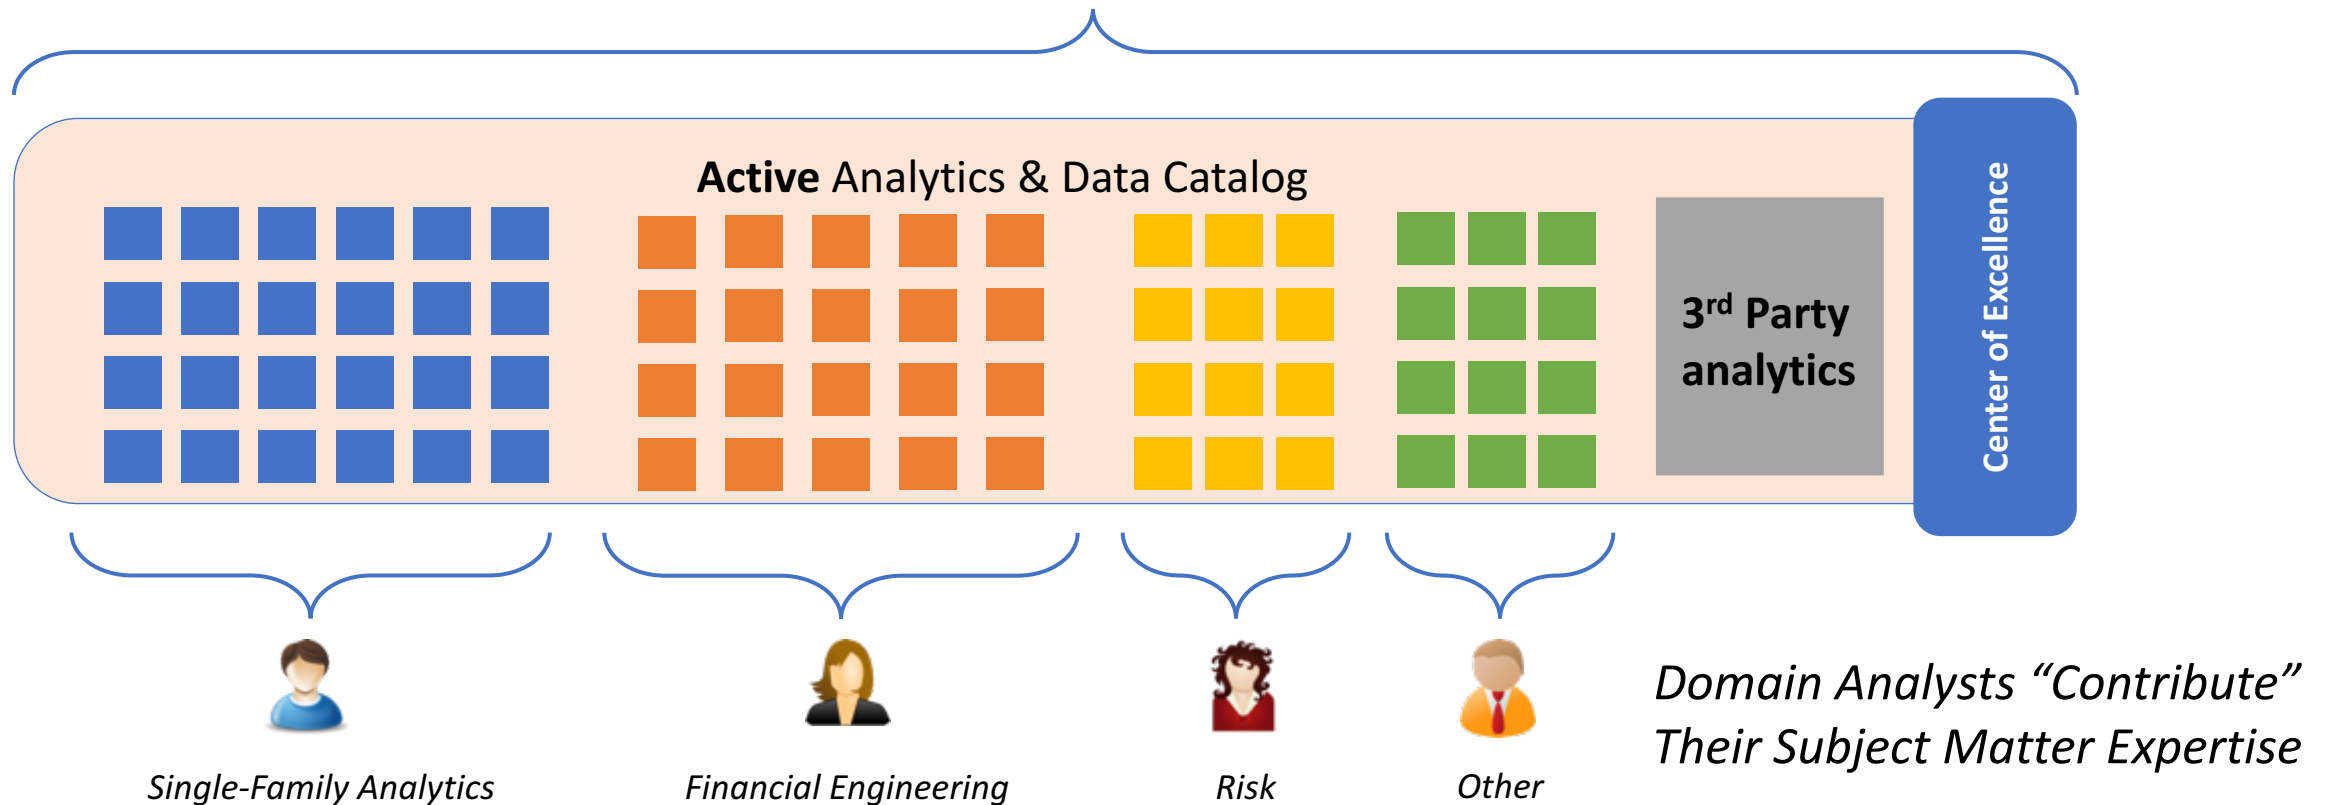 Active Analytics & Data Catalog
3rd Party
analytics
Center of Excellence
Single-Family Analytics
Financial Engineering
Risk
Other
Domain Analysts “Contribute”
Their Subject Matter Expertise